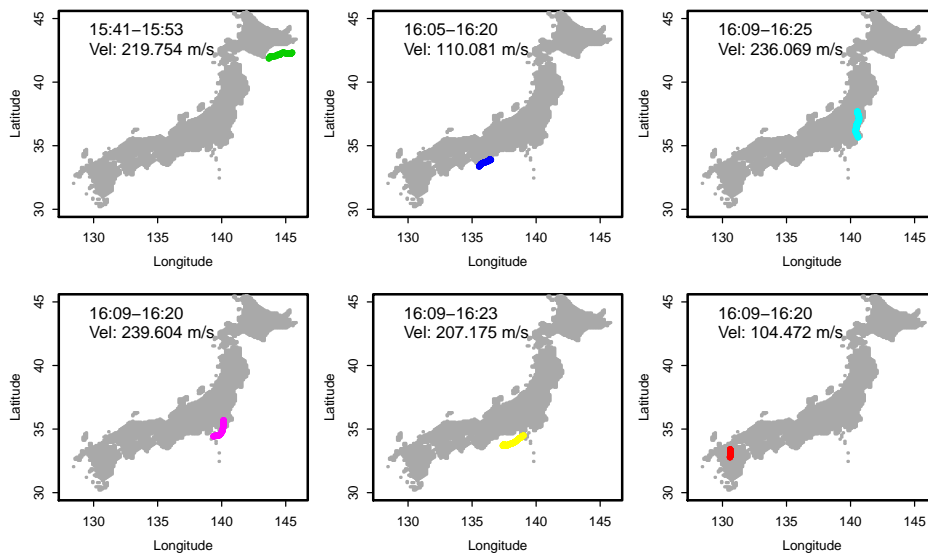 15:41−15:53
Vel: 219.754 m/s
Latitude
30 35 40 45
130 135 140 145
Longitude
16:05−16:20
Vel: 110.081 m/s
Latitude
30 35 40 45
130 135 140 145
Longitude
16:09−16:25
Vel: 236.069 m/s
Latitude
30 35 40 45
130 135 140 145
Longitude
16:09−16:20
Vel: 239.604 m/s
Latitude
30 35 40 45
130 135 140 145
Longitude
16:09−16:23
Vel: 207.175 m/s
Latitude
30 35 40 45
130 135 140 145
Longitude
16:09−16:20
Vel: 104.472 m/s
Latitude
30 35 40 45
130 135 140 145
Longitude